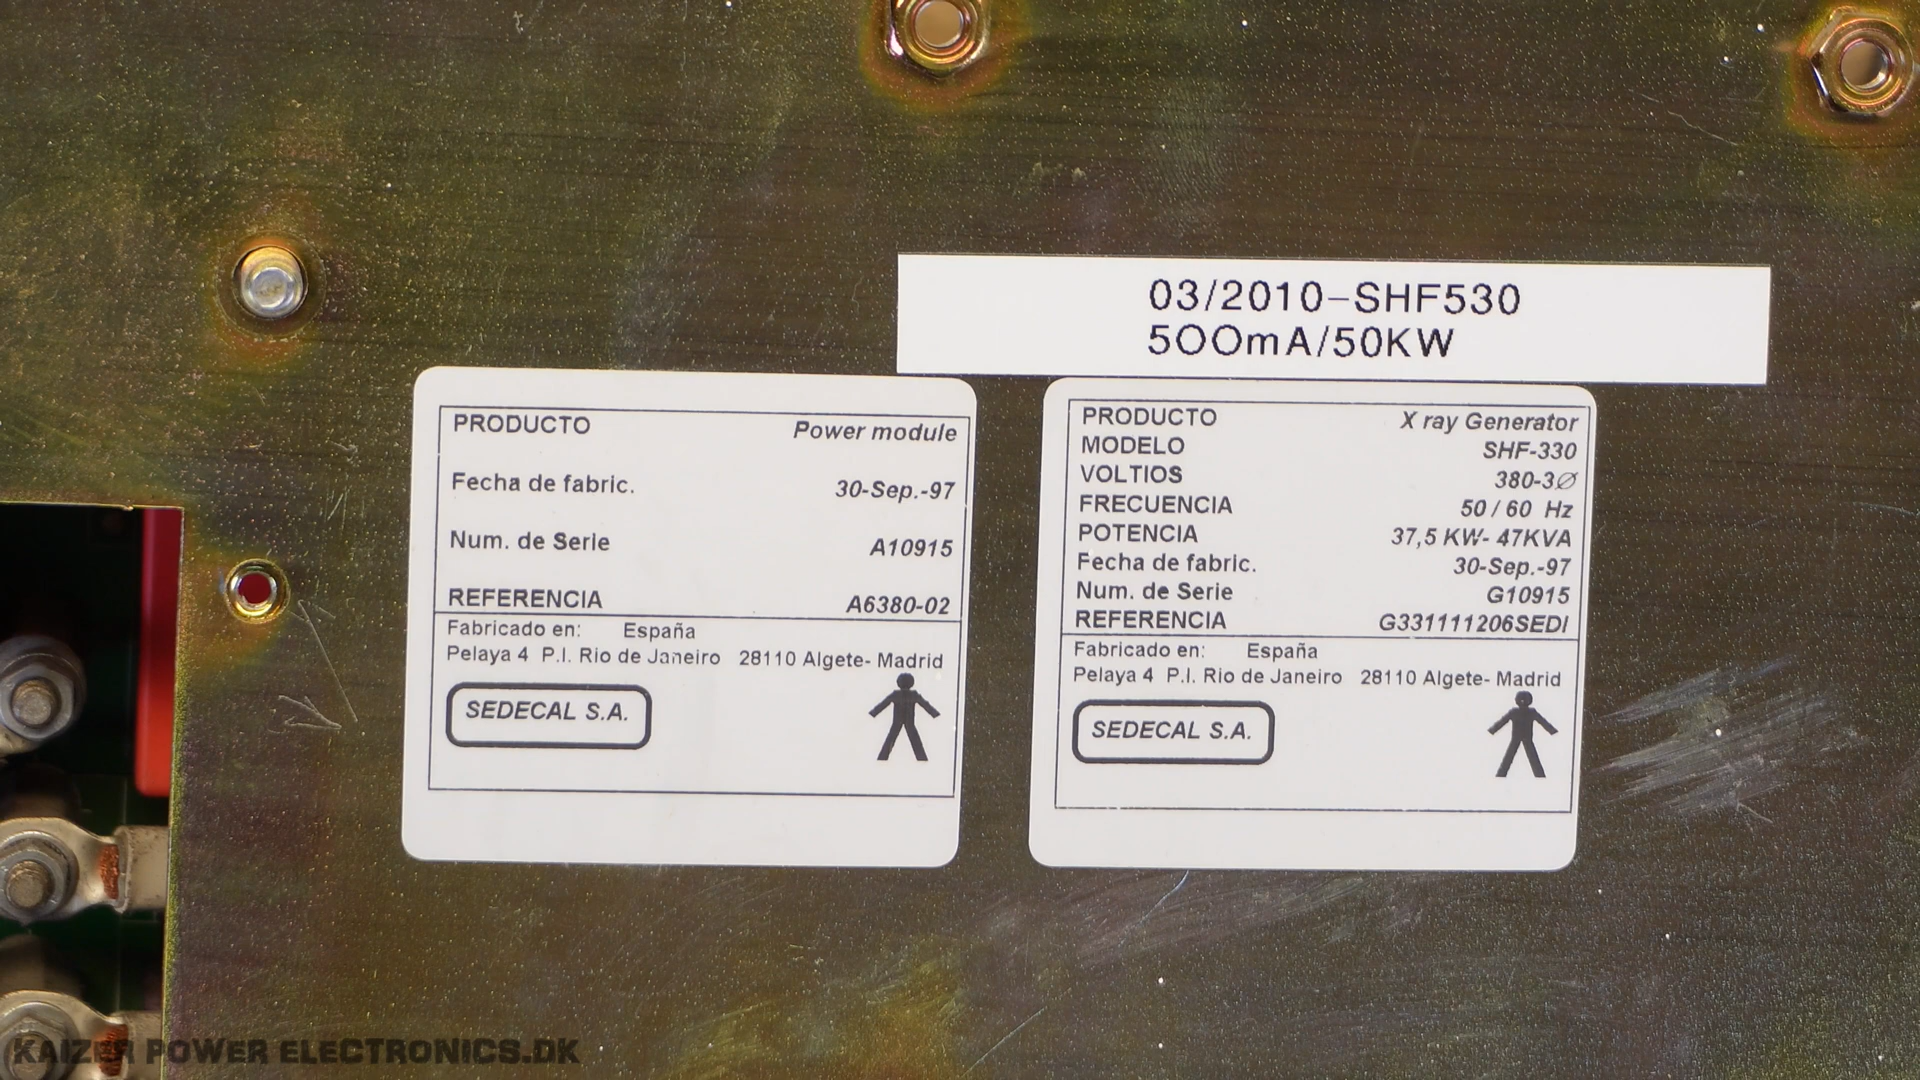 03/2010-SHF530
500mA/50KW
PRODUCTO Power module
Fecha de fabric. 30-Sep.-97
Num. de Serie A10915
REFERENCIA A6380-02
Fabricado en: España
Pelaya 4 P.I. Rio de Janeiro 28110 Algete- Madrid
SEDECAL S.A.
PRODUCTO X ray Generator
MODELO SHF-330
VOLTIOS 380-3Ø
FRECUENCIA 50 / 60 Hz
POTENCIA 37,5 KW- 47KVA
Fecha de fabric. 30-Sep.-97
Num. de Serie G10915
REFERENCIA G331111206SEDI
Fabricado en: España
Pelaya 4 P.I. Rio de Janeiro 28110 Algete- Madrid
SEDECAL S.A.
KAIZER POWER ELECTRONICS.DK